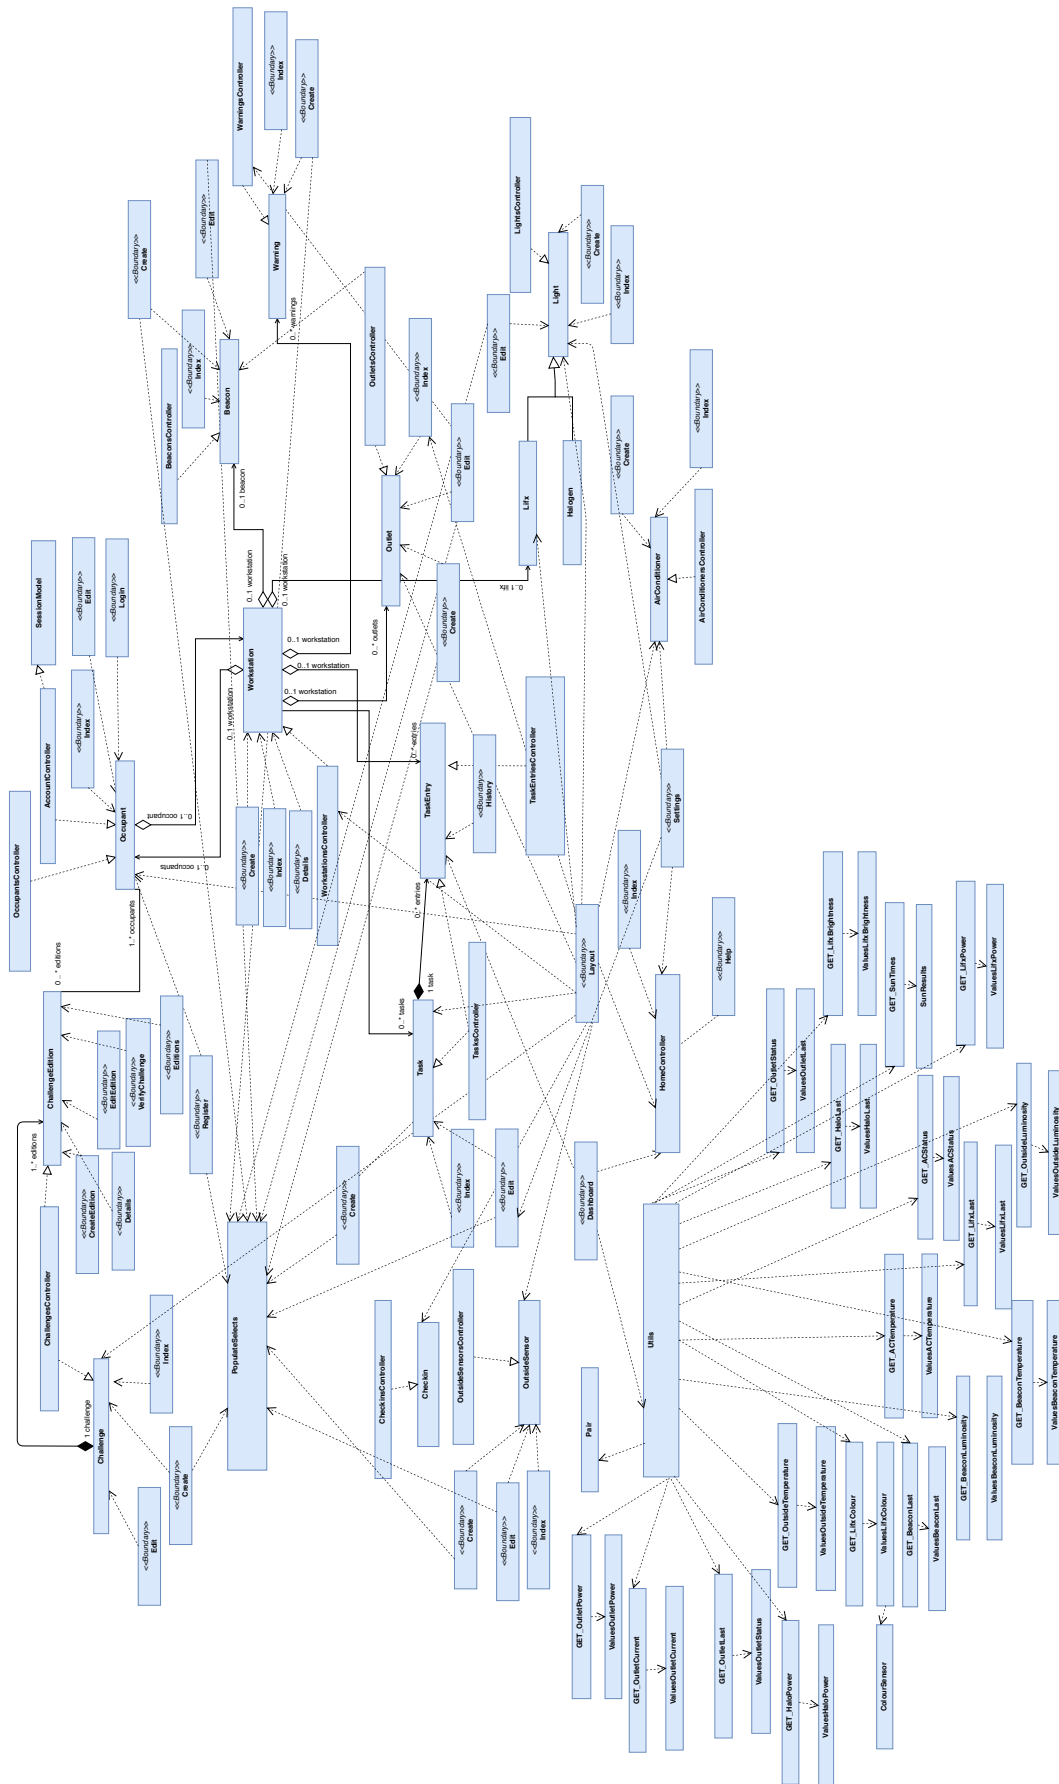 WarningsController
<<Boundary>>
Index
<<Boundary>>
Create
<<Boundary>>
Edit
<<Boundary>>
Create
<<Boundary>>
Index
BeaconsController
Beacon
Warning
0..* warnings
OutletsController
<<Boundary>>
Index
<<Boundary>>
Edit
LightsController
<<Boundary>>
Create
<<Boundary>>
Index
Light
<<Boundary>>
Edit
Lifx
Halogen
<<Boundary>>
Create
<<Boundary>>
Index
AirConditioner
AirConditionersController
Outlet
<<Boundary>>
Create
0..1 beacon
0..1 workstation
0..1 workstation
0..1 lifx
0..* outlets
Workstation
0..1 workstation
0..1 workstation
0..1 workstation
0..1 workstation
SessionModel
<<Boundary>>
Edit
<<Boundary>>
Login
<<Boundary>>
Index
AccountController
OccupantsController
Occupant
0..1 occupant
0..1 occupants
1..* occupants
0..* editions
<<Boundary>>
Create
<<Boundary>>
Index
<<Boundary>>
Details
WorkstationsController
TaskEntry
0..* entries
<<Boundary>>
History
TaskEntriesController
<<Boundary>>
Settings
<<Boundary>>
Index
<<Boundary>>
Help
<<Boundary>>
Layout
HomeController
0..* entries
1 task
0..* tasks
Task
TasksController
<<Boundary>>
Index
<<Boundary>>
Edit
<<Boundary>>
Create
<<Boundary>>
Dashboard
ChallengeEdition
1..* editions
<<Boundary>>
Editions
<<Boundary>>
VerifyChallenge
<<Boundary>>
EditEdition
<<Boundary>>
CreateEdition
<<Boundary>>
Details
<<Boundary>>
Register
ChallengesController
Challenge
1 challenge
<<Boundary>>
Index
<<Boundary>>
Create
<<Boundary>>
Edit
PopulateSelects
CheckinsController
Checkin
OutsideSensorsController
OutsideSensor
<<Boundary>>
Create
<<Boundary>>
Edit
<<Boundary>>
Index
Pair
Utils
GET_LifxBrightness
ValuesLifxBrightness
GET_SunTimes
SunResults
GET_LifxPower
ValuesLifxPower
GET_OutletStatus
ValuesOutletLast
GET_HaloLast
ValuesHaloLast
GET_ACStatus
ValuesACStatus
GET_LifxLast
ValuesLifxLast
GET_OutsideLuminosity
ValuesOutsideLuminosity
GET_ACTemperature
ValuesACTemperature
GET_BeaconTemperature
ValuesBeaconTemperature
GET_BeaconLuminosity
ValuesBeaconLuminosity
GET_OutsideTemperature
ValuesOutsideTemperature
GET_LifxColour
ValuesLifxColour
GET_BeaconLast
ValuesBeaconLast
ColourSensor
GET_OutletPower
ValuesOutletPower
GET_OutletCurrent
ValuesOutletCurrent
GET_OutletLast
ValuesOutletStatus
GET_HaloPower
ValuesHaloPower